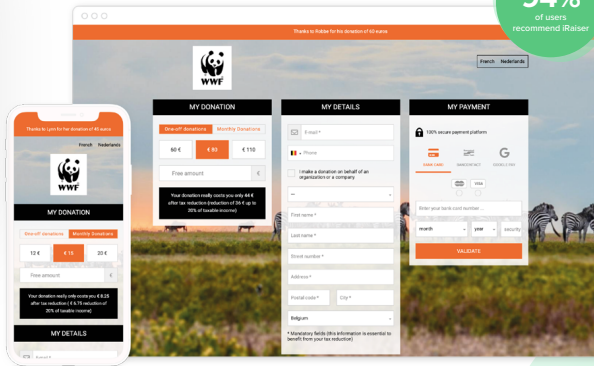 94%
of users
recommend iRaiser
Thanks to Robbe for his donation of 60 euros
French Nederlands
WWF
MY DONATION
One-off donations Monthly Donations
60 € € 80 € 110
Free amount €
Your donation really costs you only 44 €
after tax reduction (reduction of 36 € up to
20% of taxable income)
MY DETAILS
E-mail *
Phone
I make a donation on behalf of an
organization or a company
--
First name *
Last name *
Street number *
Address *
Postal code * City *
Belgium
* Mandatory fields (this information is essential to
benefit from your tax reduction)
MY PAYMENT
100% secure payment platform
BANK CARD BANCONTACT GOOGLE PAY
VISA
Enter your bank card number ...
month year security
VALIDATE
Thanks to Lynn for her donation of 45 euros
French Nederlands
WWF
MY DONATION
One-off donations Monthly Donations
12 € € 15 20 €
Free amount €
Your donation really only costs you € 8.25
after tax reduction ( € 6.75 reduction of
20% of taxable income)
MY DETAILS